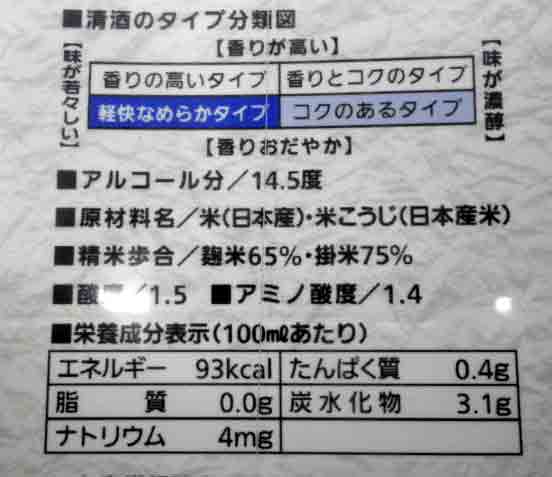 ■清酒のタイプ分類図
【香りが高い】
【味が若々しい】
香りの高いタイプ 香りとコクのタイプ
軽快なめらかタイプ コクのあるタイプ
【味が濃醇】
【香りおだやか】
■アルコール分／14.5度
■原材料名／米(日本産)・米こうじ(日本産米)
■精米歩合／麹米65%・掛米75%
■酸度／1.5 ■アミノ酸度／1.4
■栄養成分表示(100mlあたり)
エネルギー 93kcal たんぱく質 0.4g
脂質 0.0g 炭水化物 3.1g
ナトリウム 4mg